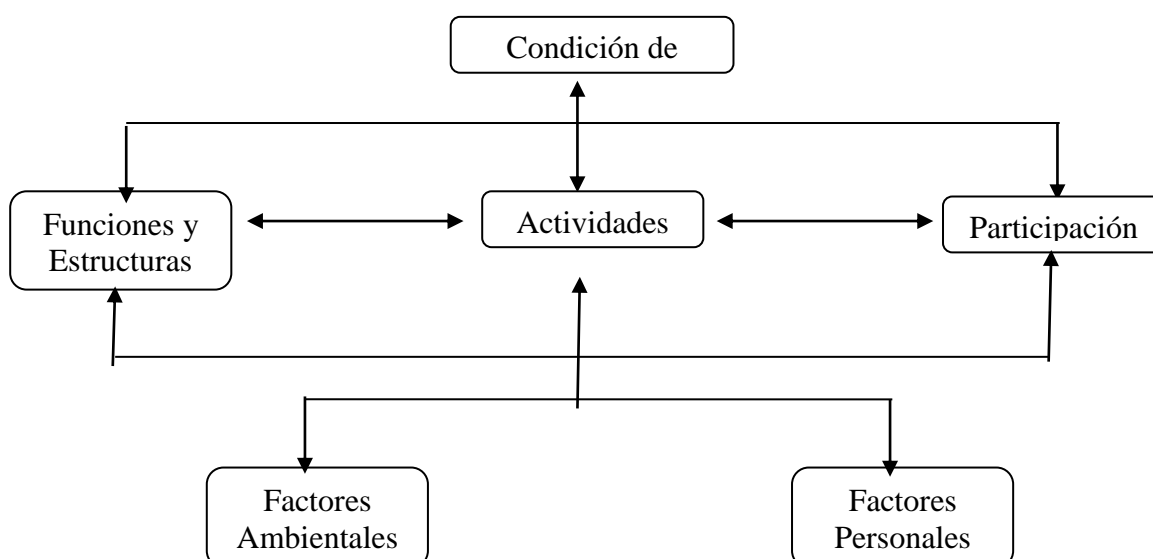 Condición de
Funciones y
Estructuras
Actividades
Participación
Factores
Ambientales
Factores
Personales